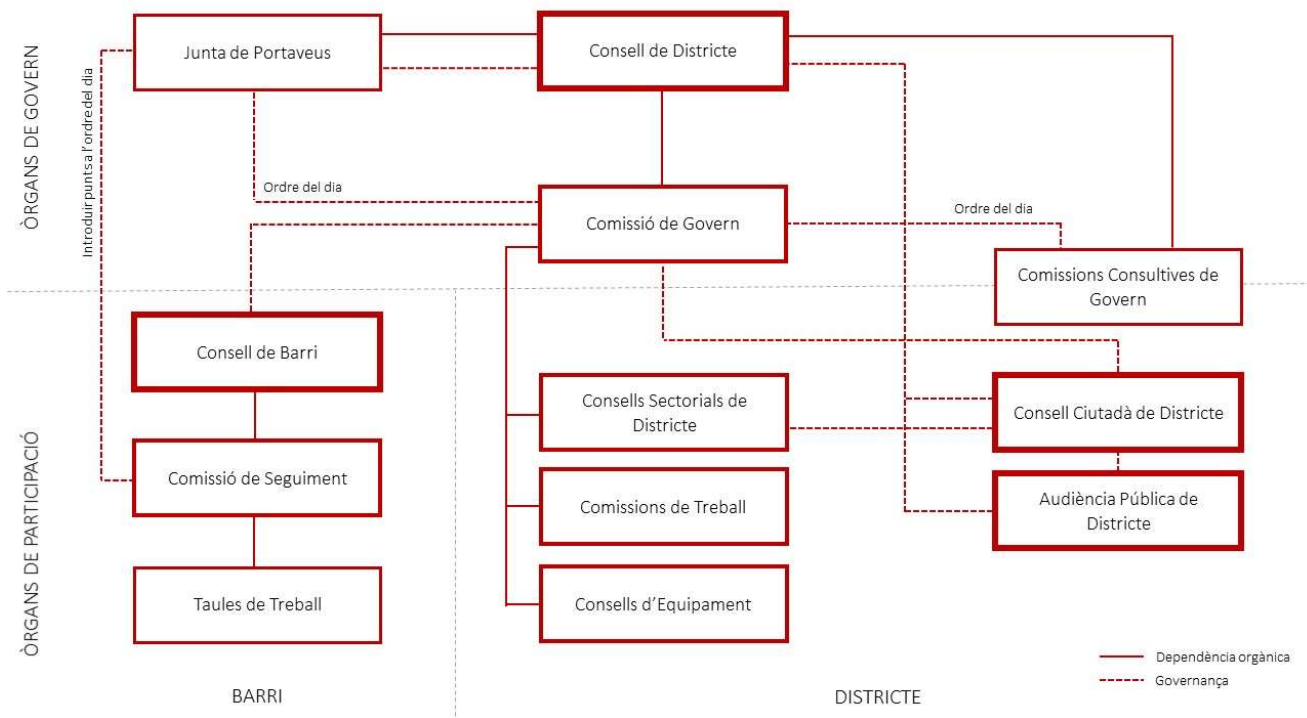 ÒRGANS DE GOVERN
Introduir punts a l'ordre del dia
Junta de Portaveus
Consell de Districte
Ordre del dia
Comissió de Govern
Ordre del dia
Comissions Consultives de
Govern
ÒRGANS DE PARTICIPACIÓ
Consell de Barri
Comissió de Seguiment
Taules de Treball
Consells Sectorials de
Districte
Comissions de Treball
Consells d’Equipament
Consell Ciutadà de Districte
Audiència Pública de
Districte
Dependència orgànica
Governança
BARRI
DISTRICTE